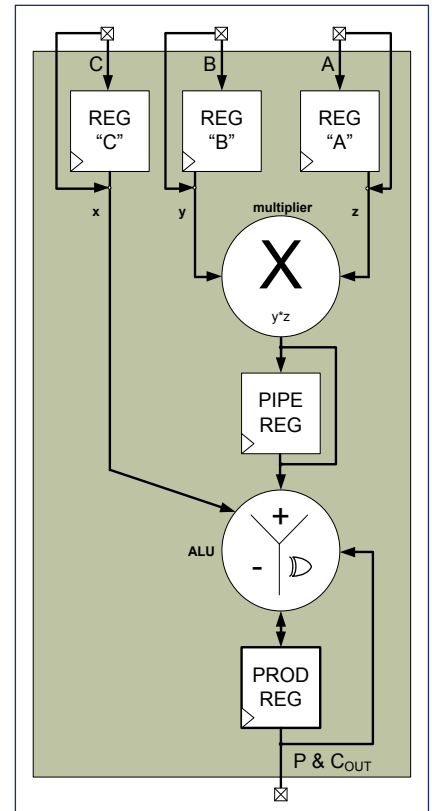 C
B
A
REG
“C”
REG
“B”
REG
“A”
x
y
multiplier
z
X
y*z
PIPE
REG
ALU
+
-
PROD
REG
P & COUT